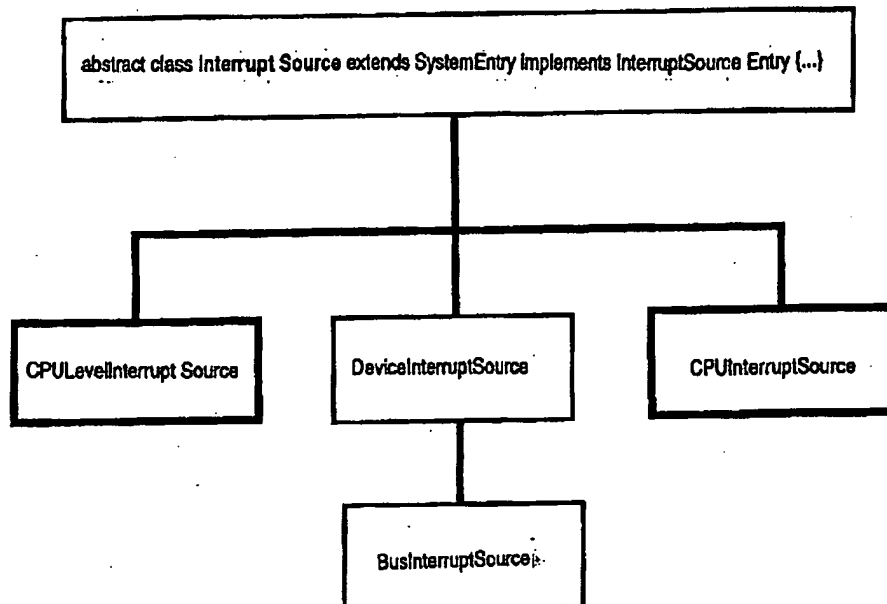 abstract class Interrupt Source extends SystemEntry implements InterruptSource Entry {...}
CPULevelInterrupt Source
DeviceInterruptSource
CPUInterruptSource
BusInterruptSource